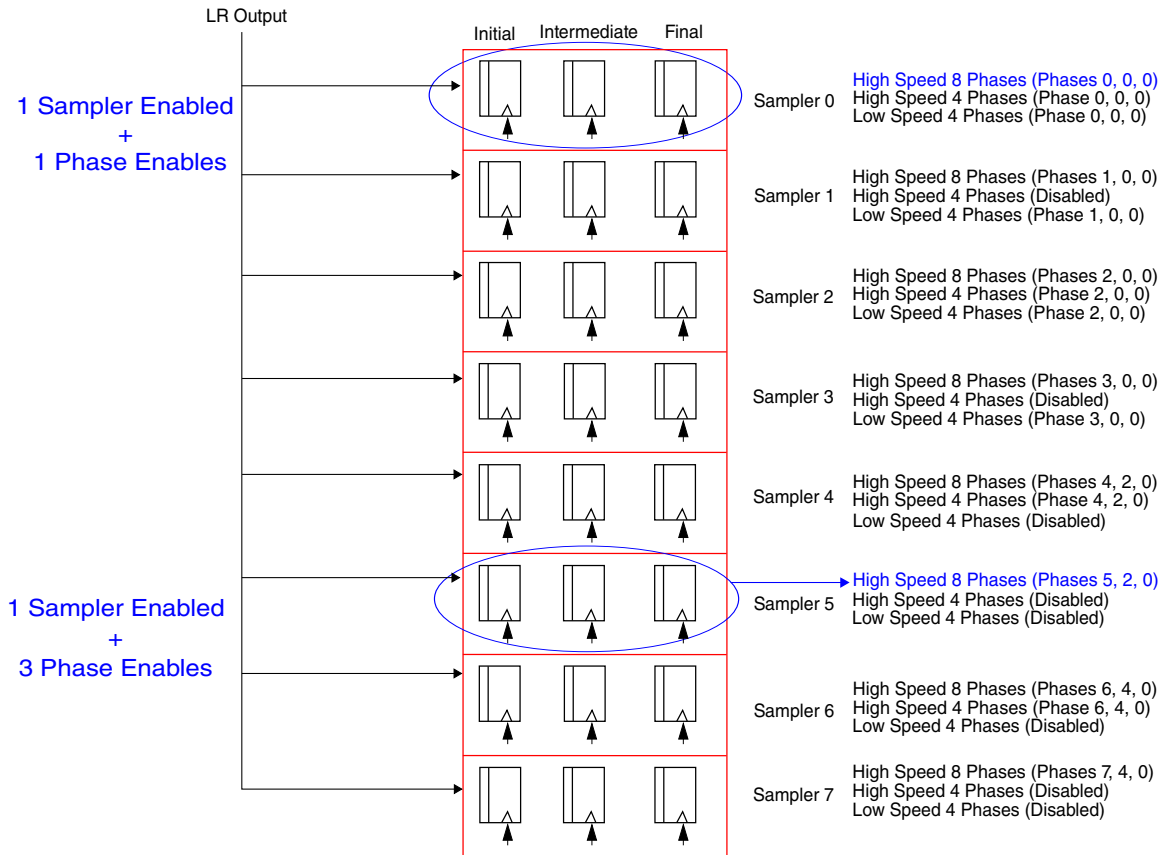 LR Output
Initial Intermediate Final
1 Sampler Enabled
+
1 Phase Enables
Sampler 0
High Speed 8 Phases (Phases 0, 0, 0)
High Speed 4 Phases (Phase 0, 0, 0)
Low Speed 4 Phases (Phase 0, 0, 0)
Sampler 1
High Speed 8 Phases (Phases 1, 0, 0)
High Speed 4 Phases (Disabled)
Low Speed 4 Phases (Phase 1, 0, 0)
Sampler 2
High Speed 8 Phases (Phases 2, 0, 0)
High Speed 4 Phases (Phase 2, 0, 0)
Low Speed 4 Phases (Phase 2, 0, 0)
Sampler 3
High Speed 8 Phases (Phases 3, 0, 0)
High Speed 4 Phases (Disabled)
Low Speed 4 Phases (Phase 3, 0, 0)
Sampler 4
High Speed 8 Phases (Phases 4, 2, 0)
High Speed 4 Phases (Phase 4, 2, 0)
Low Speed 4 Phases (Disabled)
1 Sampler Enabled
+
3 Phase Enables
Sampler 5
High Speed 8 Phases (Phases 5, 2, 0)
High Speed 4 Phases (Disabled)
Low Speed 4 Phases (Disabled)
Sampler 6
High Speed 8 Phases (Phases 6, 4, 0)
High Speed 4 Phases (Phase 6, 4, 0)
Low Speed 4 Phases (Disabled)
Sampler 7
High Speed 8 Phases (Phases 7, 4, 0)
High Speed 4 Phases (Disabled)
Low Speed 4 Phases (Disabled)